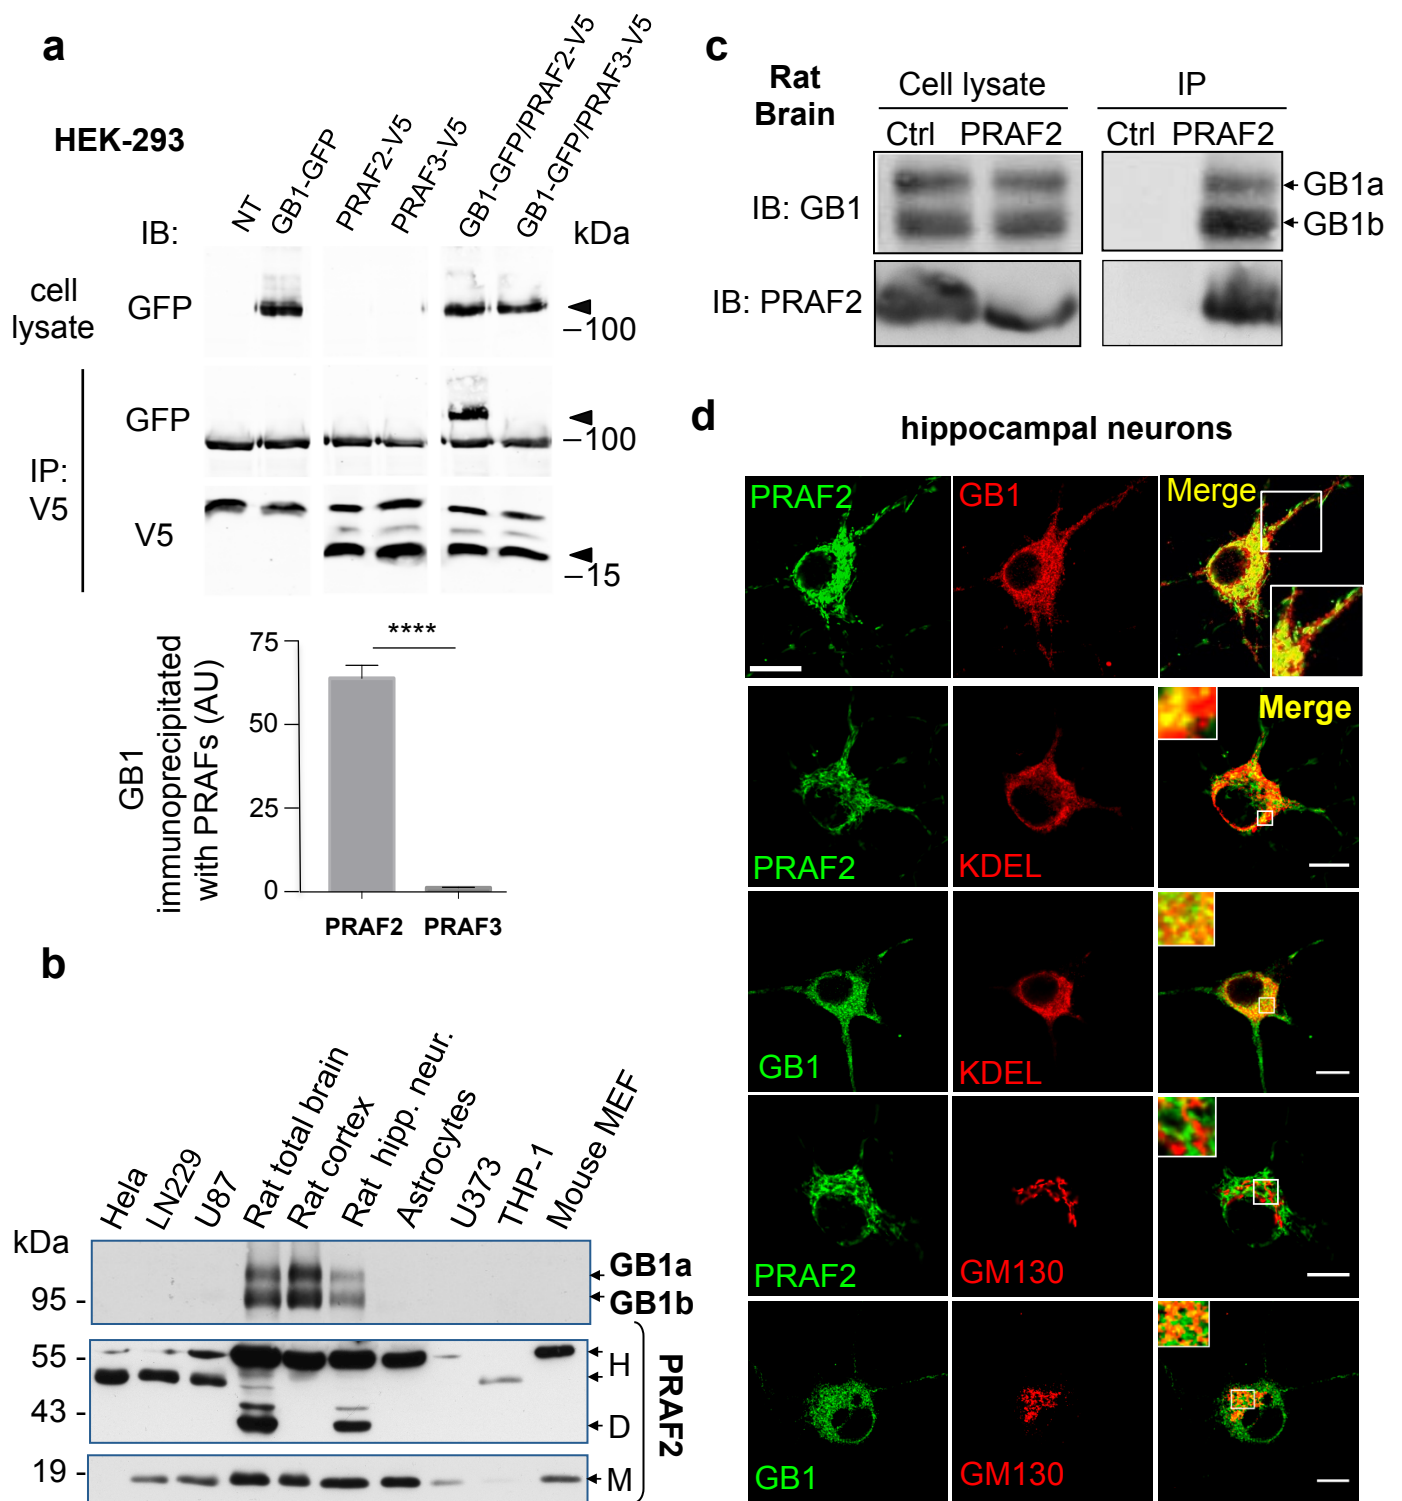 a
HEK-293
NT
GB1-GFP
PRAF2-V5
PRAF3-V5
GB1-GFP/PRAF2-V5
GB1-GFP/PRAF3-V5
IB:
kDa
cell
lysate
GFP
–100
GFP
–100
IP:
V5
V5
–15
GB1
immunoprecipitated
with PRAFs (AU)
75
50
25
0
****
PRAF2 PRAF3
b
Hela
LN229
U87
Rat total brain
Rat cortex
Rat hipp. neur.
Astrocytes
U373
THP-1
Mouse MEF
kDa
95 -
55 -
43 -
19 -
GB1a
GB1b
H
D
M
PRAF2
c
Rat
Brain
Cell lysate
IP
Ctrl PRAF2
Ctrl PRAF2
IB: GB1
GB1a
GB1b
IB: PRAF2
d
hippocampal neurons
PRAF2
GB1
Merge
PRAF2
KDEL
Merge
GB1
KDEL
PRAF2
GM130
GB1
GM130